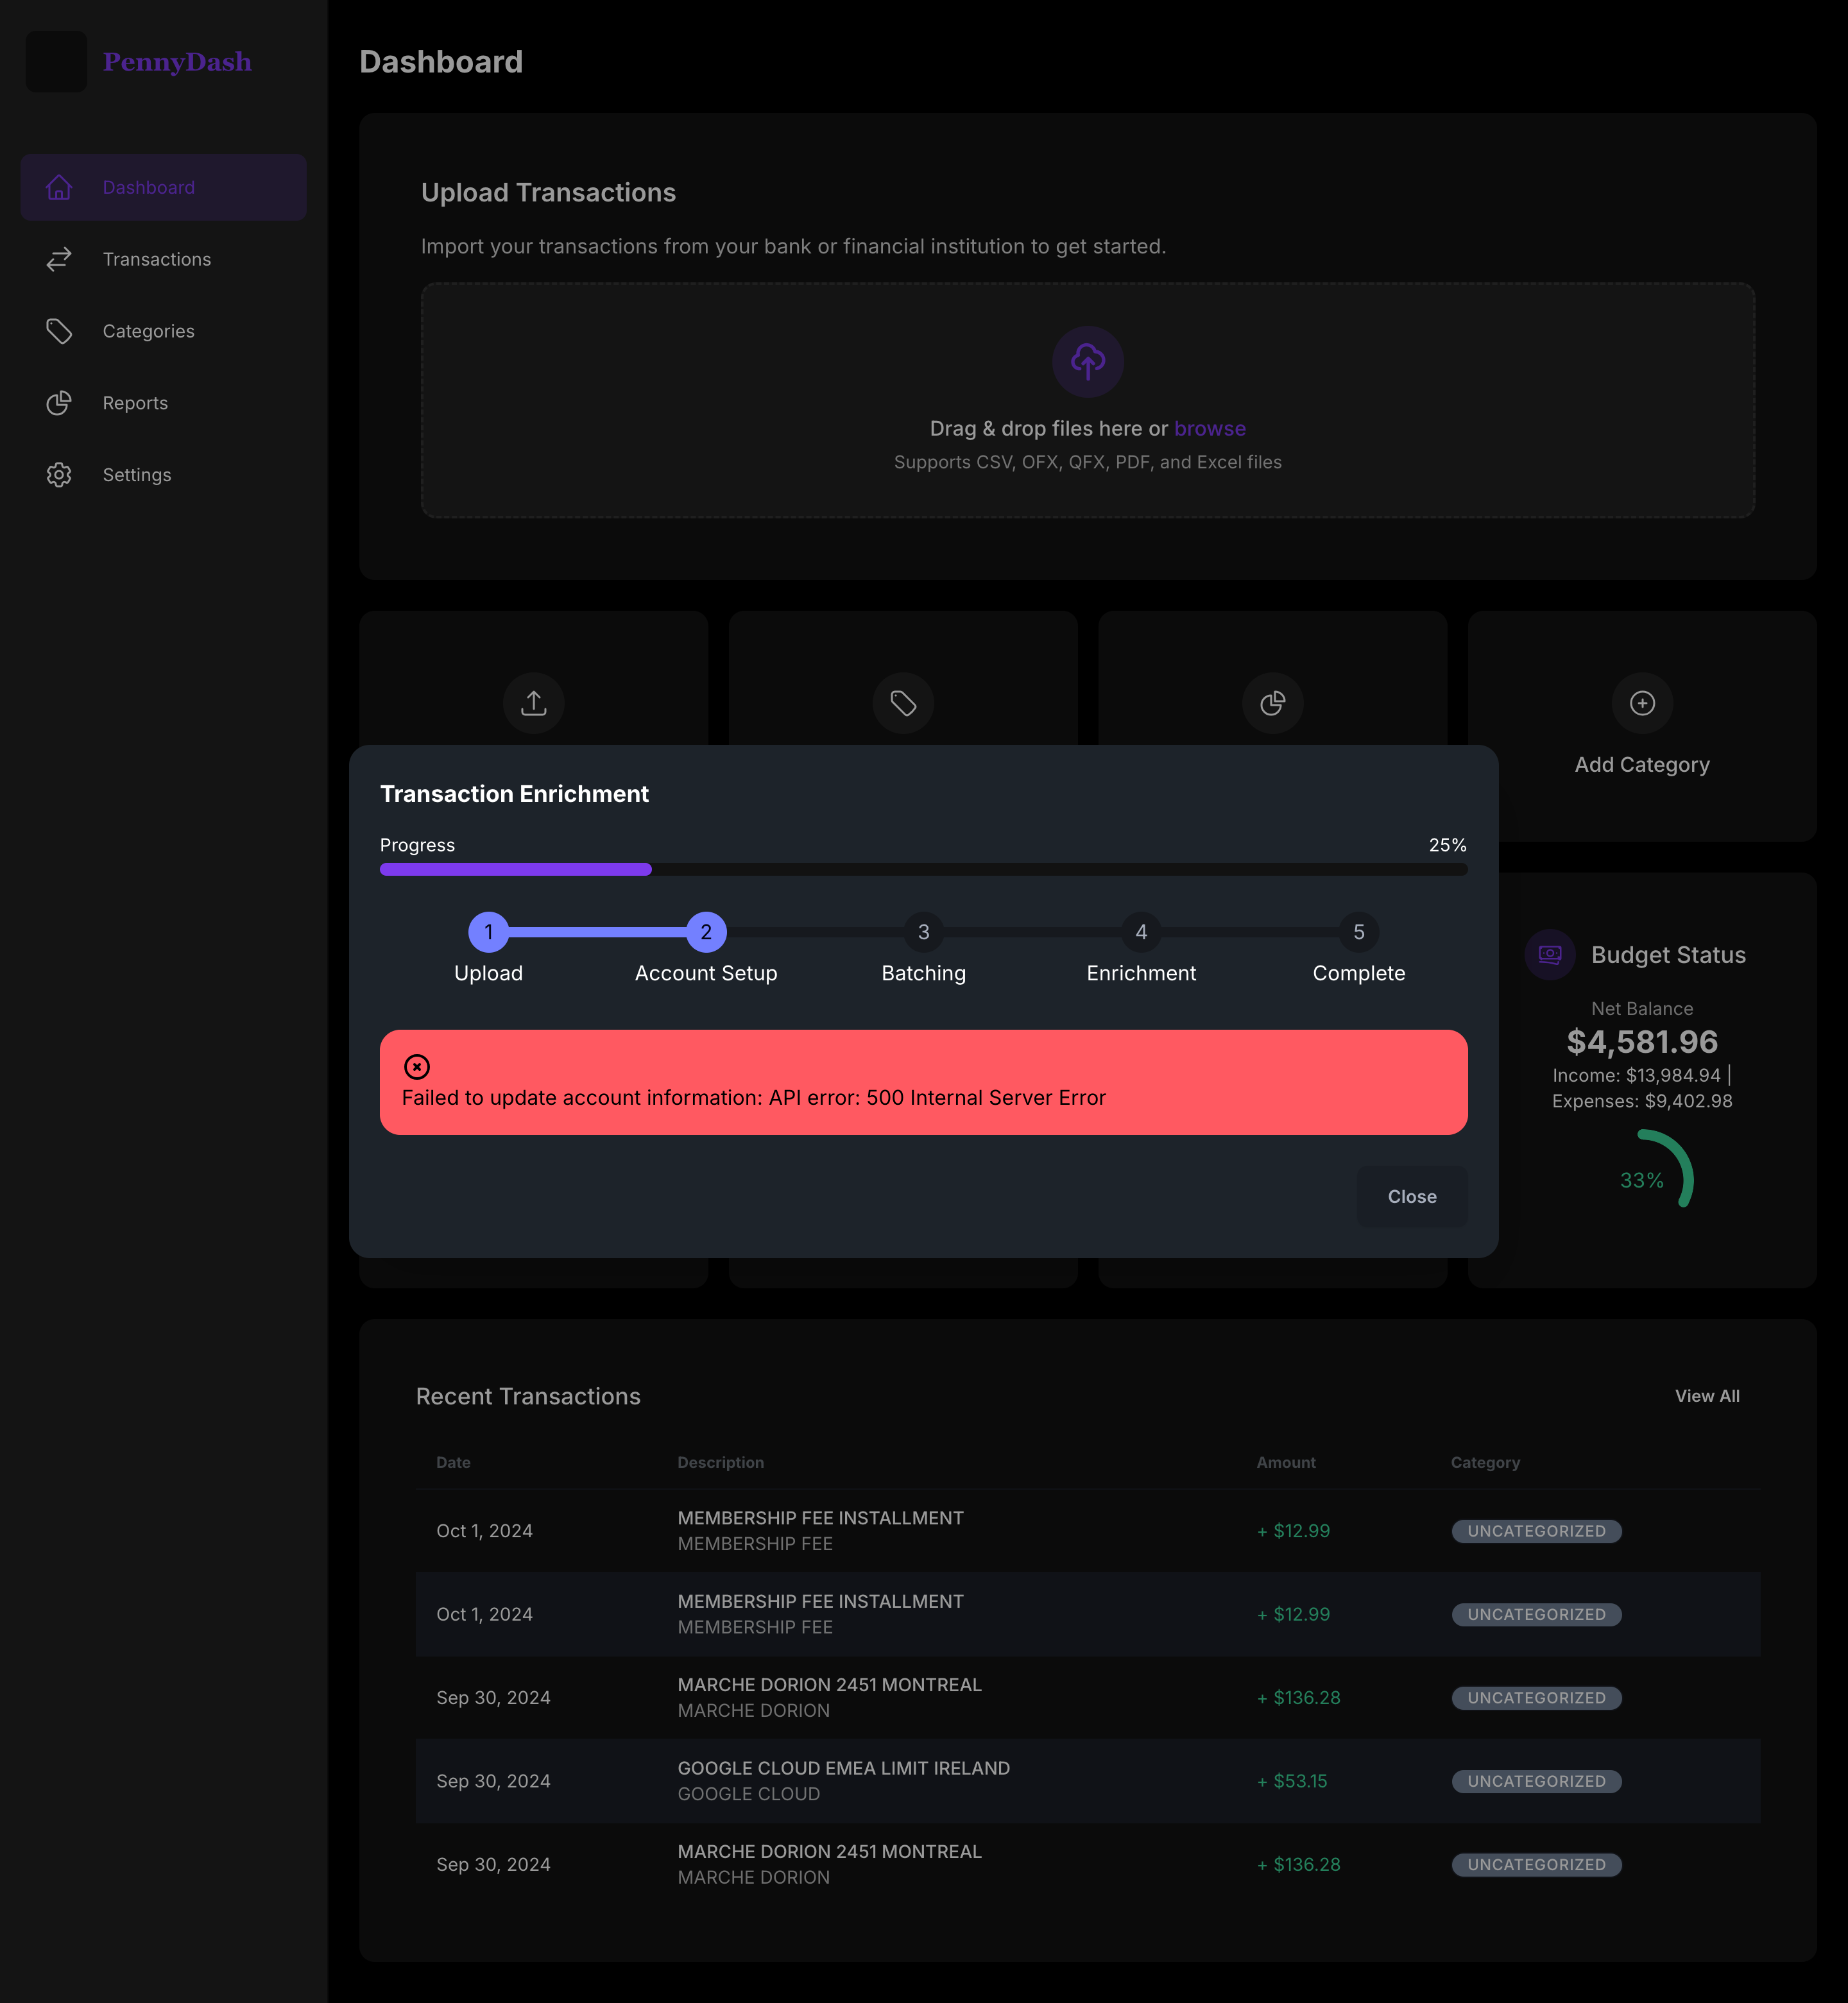 PennyDash
Dashboard
Transactions
Categories
Reports
Settings
Dashboard
Upload Transactions
Import your transactions from your bank or financial institution to get started.
Drag & drop files here or browse
Supports CSV, OFX, QFX, PDF, and Excel files
Add Category
Transaction Enrichment
Progress 25%
1 2 3 4 5
Upload Account Setup Batching Enrichment Complete
Failed to update account information: API error: 500 Internal Server Error
Close
Budget Status
Net Balance
$4,581.96
Income: $13,984.94 |
Expenses: $9,402.98
33%
Recent Transactions View All
Date Description Amount Category
Oct 1, 2024 MEMBERSHIP FEE INSTALLMENT + $12.99 UNCATEGORIZED
MEMBERSHIP FEE
Oct 1, 2024 MEMBERSHIP FEE INSTALLMENT + $12.99 UNCATEGORIZED
MEMBERSHIP FEE
Sep 30, 2024 MARCHE DORION 2451 MONTREAL + $136.28 UNCATEGORIZED
MARCHE DORION
Sep 30, 2024 GOOGLE CLOUD EMEA LIMIT IRELAND + $53.15 UNCATEGORIZED
GOOGLE CLOUD
Sep 30, 2024 MARCHE DORION 2451 MONTREAL + $136.28 UNCATEGORIZED
MARCHE DORION